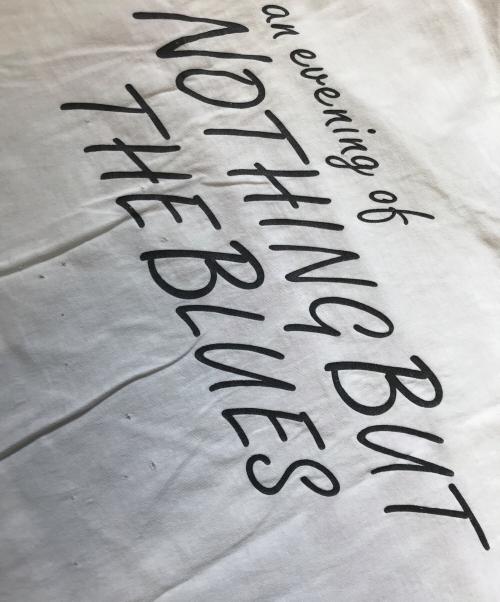 an evening of
NOTHING BUT
THE BLUES